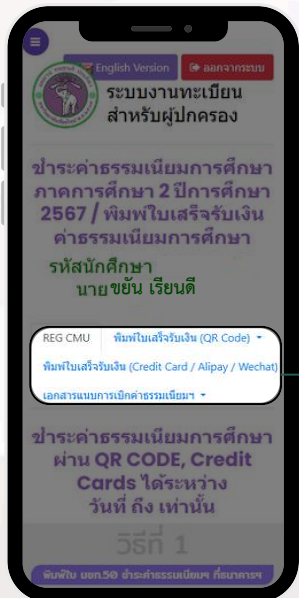 English Version
ออกจากระบบ
ระบบงานทะเบียน
สำหรับผู้ปกครอง
ชำระค่าธรรมเนียมการศึกษา
ภาคการศึกษา 2 ปีการศึกษา
2567 / พิมพ์ใบเสร็จรับเงิน
ค่าธรรมเนียมการศึกษา
รหัสนักศึกษา
นาย ขยัน เรียนดี
REG CMU พิมพ์ใบเสร็จรับเงิน (QR Code)
พิมพ์ใบเสร็จรับเงิน (Credit Card / Alipay / Wechat)
เอกสารแนบการเบิกค่าธรรมเนียมฯ
ชำระค่าธรรมเนียมการศึกษา
ผ่าน QR CODE, Credit
Cards ได้ระหว่าง
วันที่ ถึง เท่านั้น
วิธีที่ 1
พิมพ์ใบ มชท.50 ชำระค่าธรรมเนียมฯ ที่ธนาคารฯ